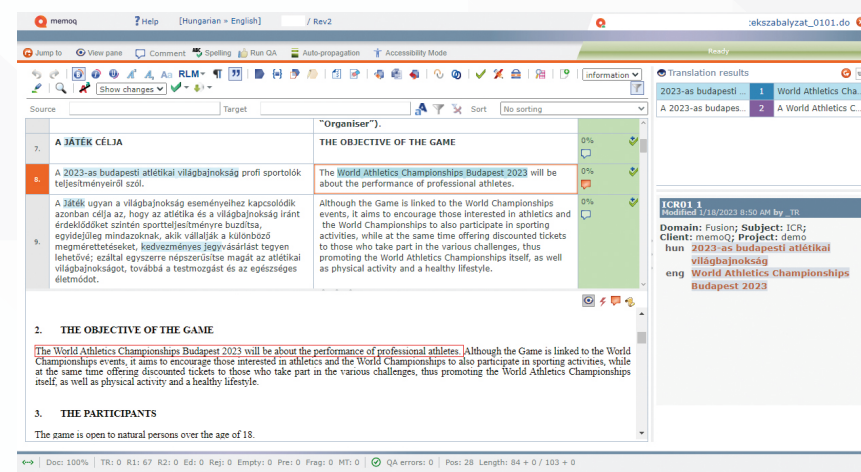 memoq Help [Hungarian » English] / Rev2 :ekszabalyzat_0101.do
Jump to View pane Comment Spelling Run QA Auto-propagation Accessibility Mode Ready
RLM information
Show changes
Source Target Sort No sorting
"Organiser").
7. A JÁTÉK CÉLJA
THE OBJECTIVE OF THE GAME
0%
8. A 2023-as budapesti atlétikai világbajnokság profi sportolók
teljesítményeiről szól.
The World Athletics Championships Budapest 2023 will be
about the performance of professional athletes.
0%
9. A Játék ugyan a világbajnokság eseményeihez kapcsolódik
azonban célja az, hogy az atlétika és a világbajnokság iránt
érdeklődőket szintén sportteljesítményre buzdítsa,
egyidejűleg mindazoknak, akik vállalják a különböző
megmérettetéseket, kedvezményes jegyvásárlást tegyen
lehetővé; ezáltal egyszerre népszerűsítse magát az atlétikai
világbajnokságot, továbbá a testmozgást és az egészséges
életmódot.
Although the Game is linked to the World Championships
events, it aims to encourage those interested in athletics and
the World Championships to also participate in sporting
activities, while at the same time offering discounted tickets
to those who take part in the various challenges, thus
promoting the World Athletics Championships itself, as well
as physical activity and a healthy lifestyle.
0%
2. THE OBJECTIVE OF THE GAME
The World Athletics Championships Budapest 2023 will be about the performance of professional athletes. Although the Game is linked to the World
Championships events, it aims to encourage those interested in athletics and the World Championships to also participate in sporting activities, while
at the same time offering discounted tickets to those who take part in the various challenges, thus promoting the World Athletics Championships
itself, as well as physical activity and a healthy lifestyle.
3. THE PARTICIPANTS
The game is open to natural persons over the age of 18.
Translation results
2023-as budapesti ... 1 World Athletics Cha...
A 2023-as budapes... 2 A World Athletics C...
ICR01 1
Modified 1/18/2023 8:50 AM by _TR
Domain: Fusion; Subject: ICR;
Client: memoQ; Project: demo
hun 2023-as budapesti atlétikai
világbajnokság
eng World Athletics Championships
Budapest 2023
Doc: 100% TR: 0 R1: 67 R2: 0 Ed: 0 Rej: 0 Empty: 0 Pre: 0 Frag: 0 MT: 0 QA errors: 0 Pos: 28 Length: 84 + 0 / 103 + 0